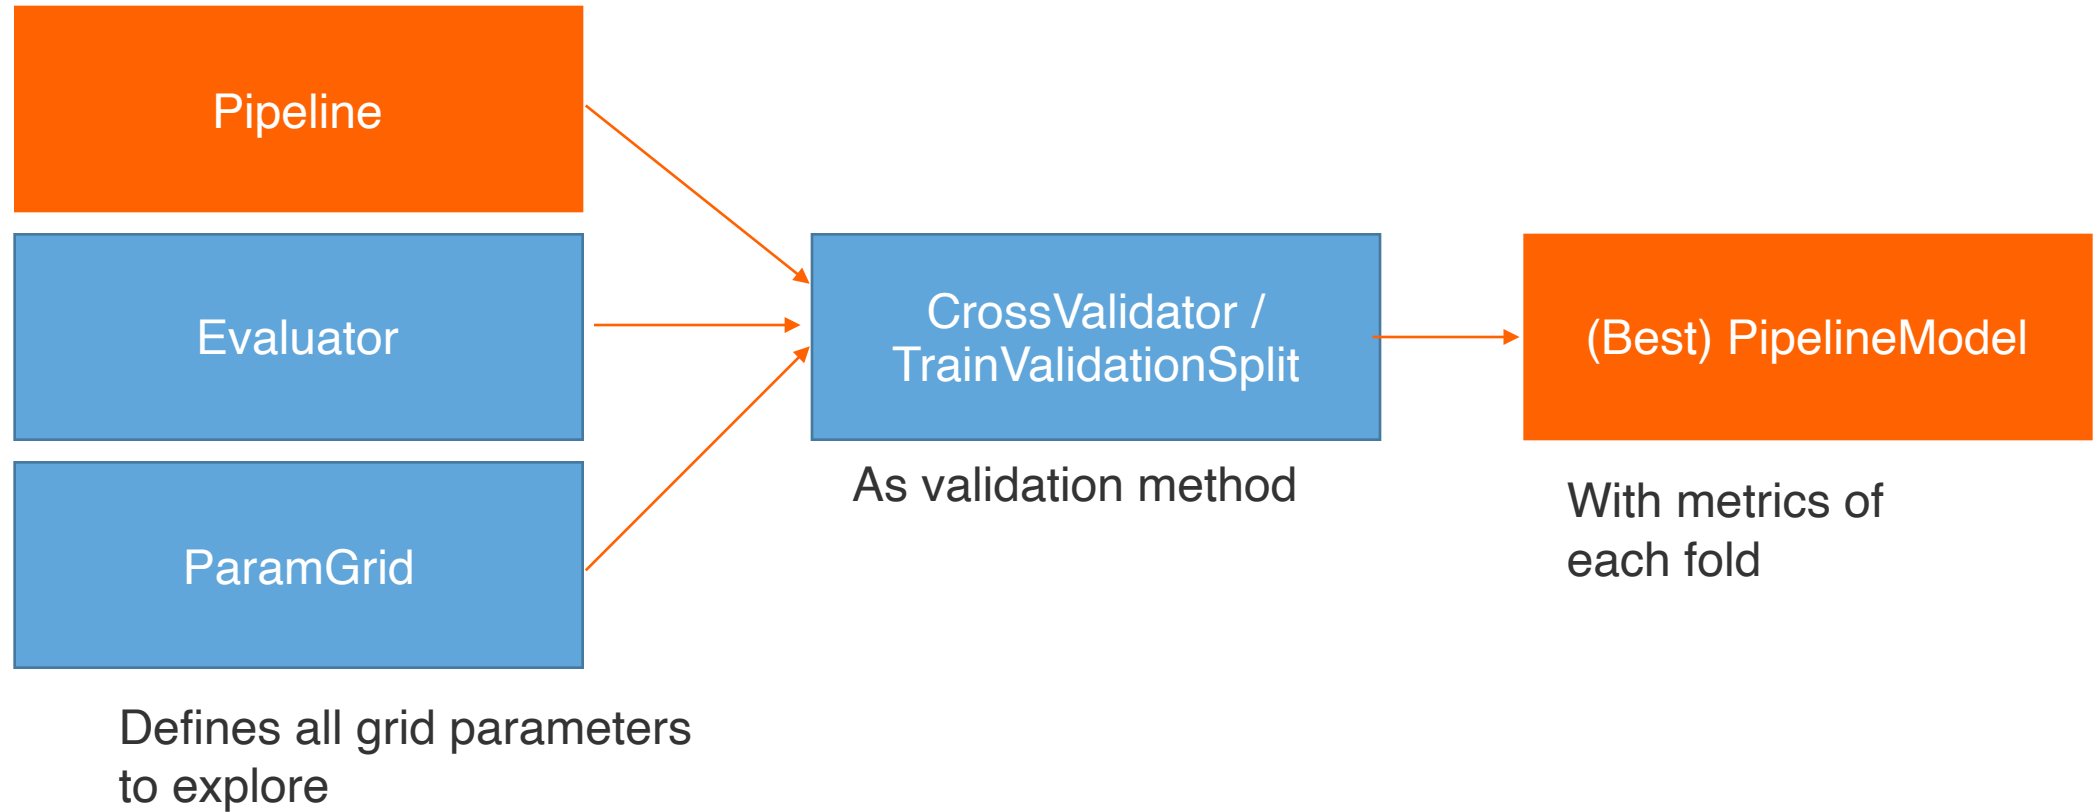 Pipeline
Evaluator
ParamGrid
Defines all grid parameters
to explore
CrossValidator /
TrainValidationSplit
As validation method
(Best) PipelineModel
With metrics of
each fold